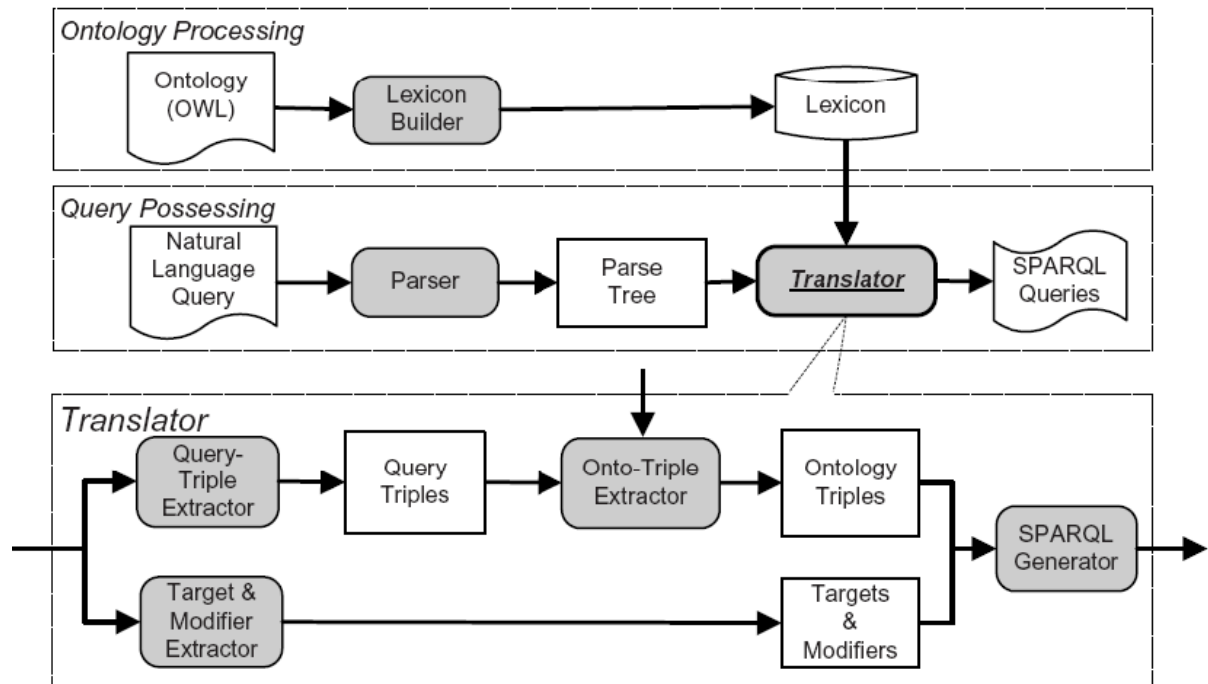 Ontology Processing
Ontology
(OWL)
Lexicon
Builder
Lexicon
Query Possessing
Natural
Language
Query
Parser
Parse
Tree
Translator
SPARQL
Queries
Translator
Query-
Triple
Extractor
Query
Triples
Onto-Triple
Extractor
Ontology
Triples
SPARQL
Generator
Target &
Modifier
Extractor
Targets
&
Modifiers